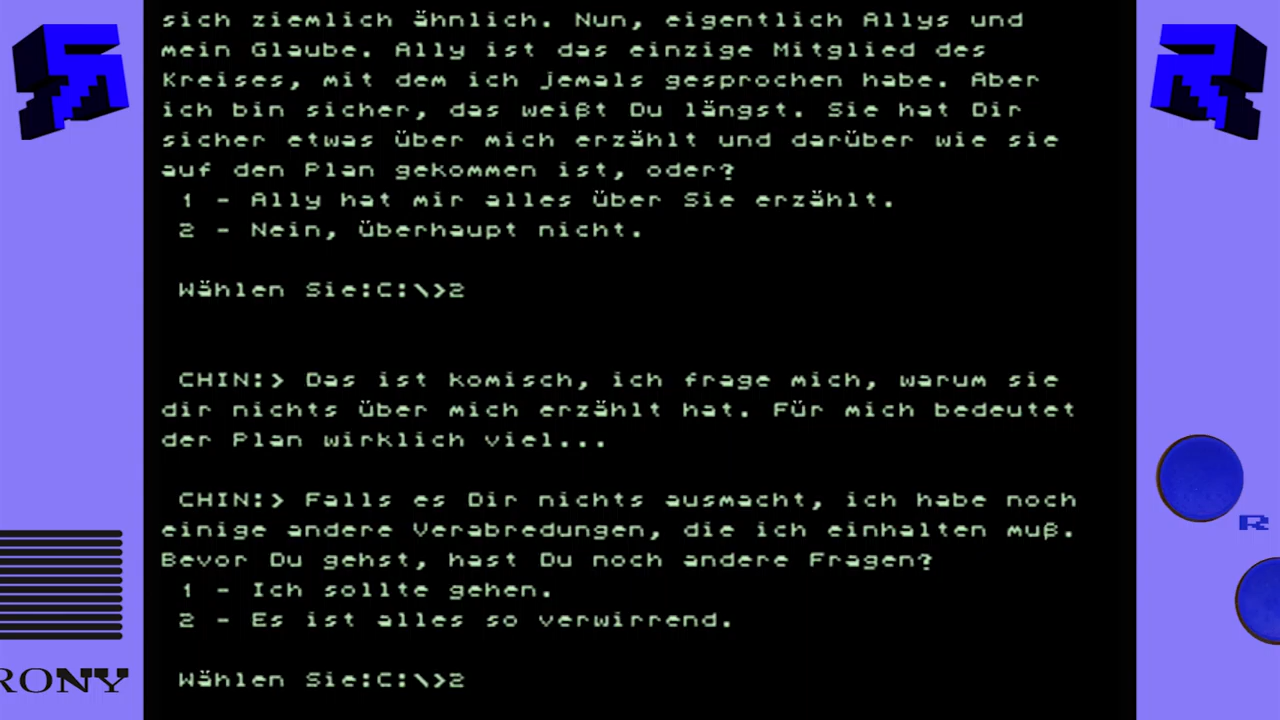 sich ziemlich ähnlich. Nun, eigentlich Allys und
mein Glaube. Ally ist das einzige Mitglied des
Kreises, mit dem ich jemals gesprochen habe. Aber
ich bin sicher, das weißt Du längst. Sie hat Dir
sicher etwas über mich erzählt und darüber wie sie
auf den Plan gekommen ist, oder?
1 - Ally hat mir alles über Sie erzählt.
2 - Nein, überhaupt nicht.
Wählen Sie:C:\>2
CHIN:> Das ist komisch, ich frage mich, warum sie
dir nichts über mich erzählt hat. Für mich bedeutet
der Plan wirklich viel...
CHIN:> Falls es Dir nichts ausmacht, ich habe noch
einige andere Verabredungen, die ich einhalten muß.
Bevor Du gehst, hast Du noch andere Fragen?
1 - Ich sollte gehen.
2 - Es ist alles so verwirrend.
Wählen Sie:C:\>2
R
RONY